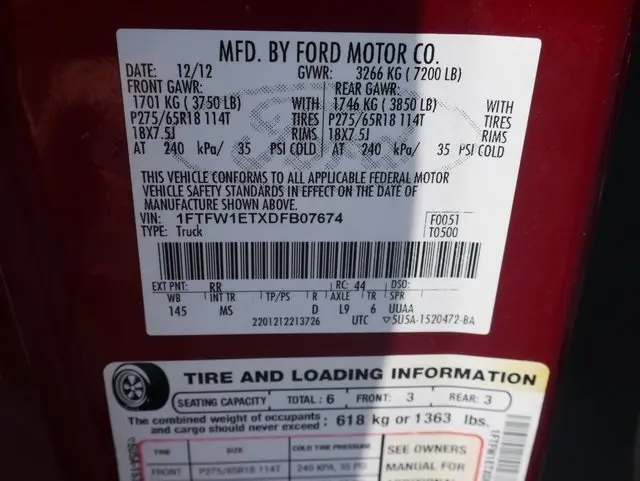 MFD. BY FORD MOTOR CO.
DATE: 12/12 GVWR: 3266 KG ( 7200 LB)
FRONT GAWR: REAR GAWR:
1701 KG ( 3750 LB) WITH 1746 KG ( 3850 LB) WITH
P275/65R18 114T TIRES P275/65R18 114T TIRES
18X7.5J RIMS 18X7.5J RIMS
AT 240 kPa/ 35 PSI COLD AT 240 kPa/ 35 PSI COLD
THIS VEHICLE CONFORMS TO ALL APPLICABLE FEDERAL MOTOR
VEHICLE SAFETY STANDARDS IN EFFECT ON THE DATE OF
MANUFACTURE SHOWN ABOVE.
VIN: 1FTFW1ETXDFB07674 F0051
TYPE: Truck T0500
EXT PNT: RR RC: 44 DSO:
WB INT TR TP/PS R AXLE TR SPR
145 MS D L9 6 UUAA
2201212213726 UTC ▽5U5A-1520472-BA
TIRE AND LOADING INFORMATION
SEATING CAPACITY TOTAL : 6 FRONT: 3 REAR: 3
The combined weight of occupants and cargo should never exceed : 618 kg or 1363 lbs.
TIRE SIZE COLD TIRE PRESSURE SEE OWNERS
FRONT P275/65R18 114T 240 KPA, 35 PSI MANUAL FOR